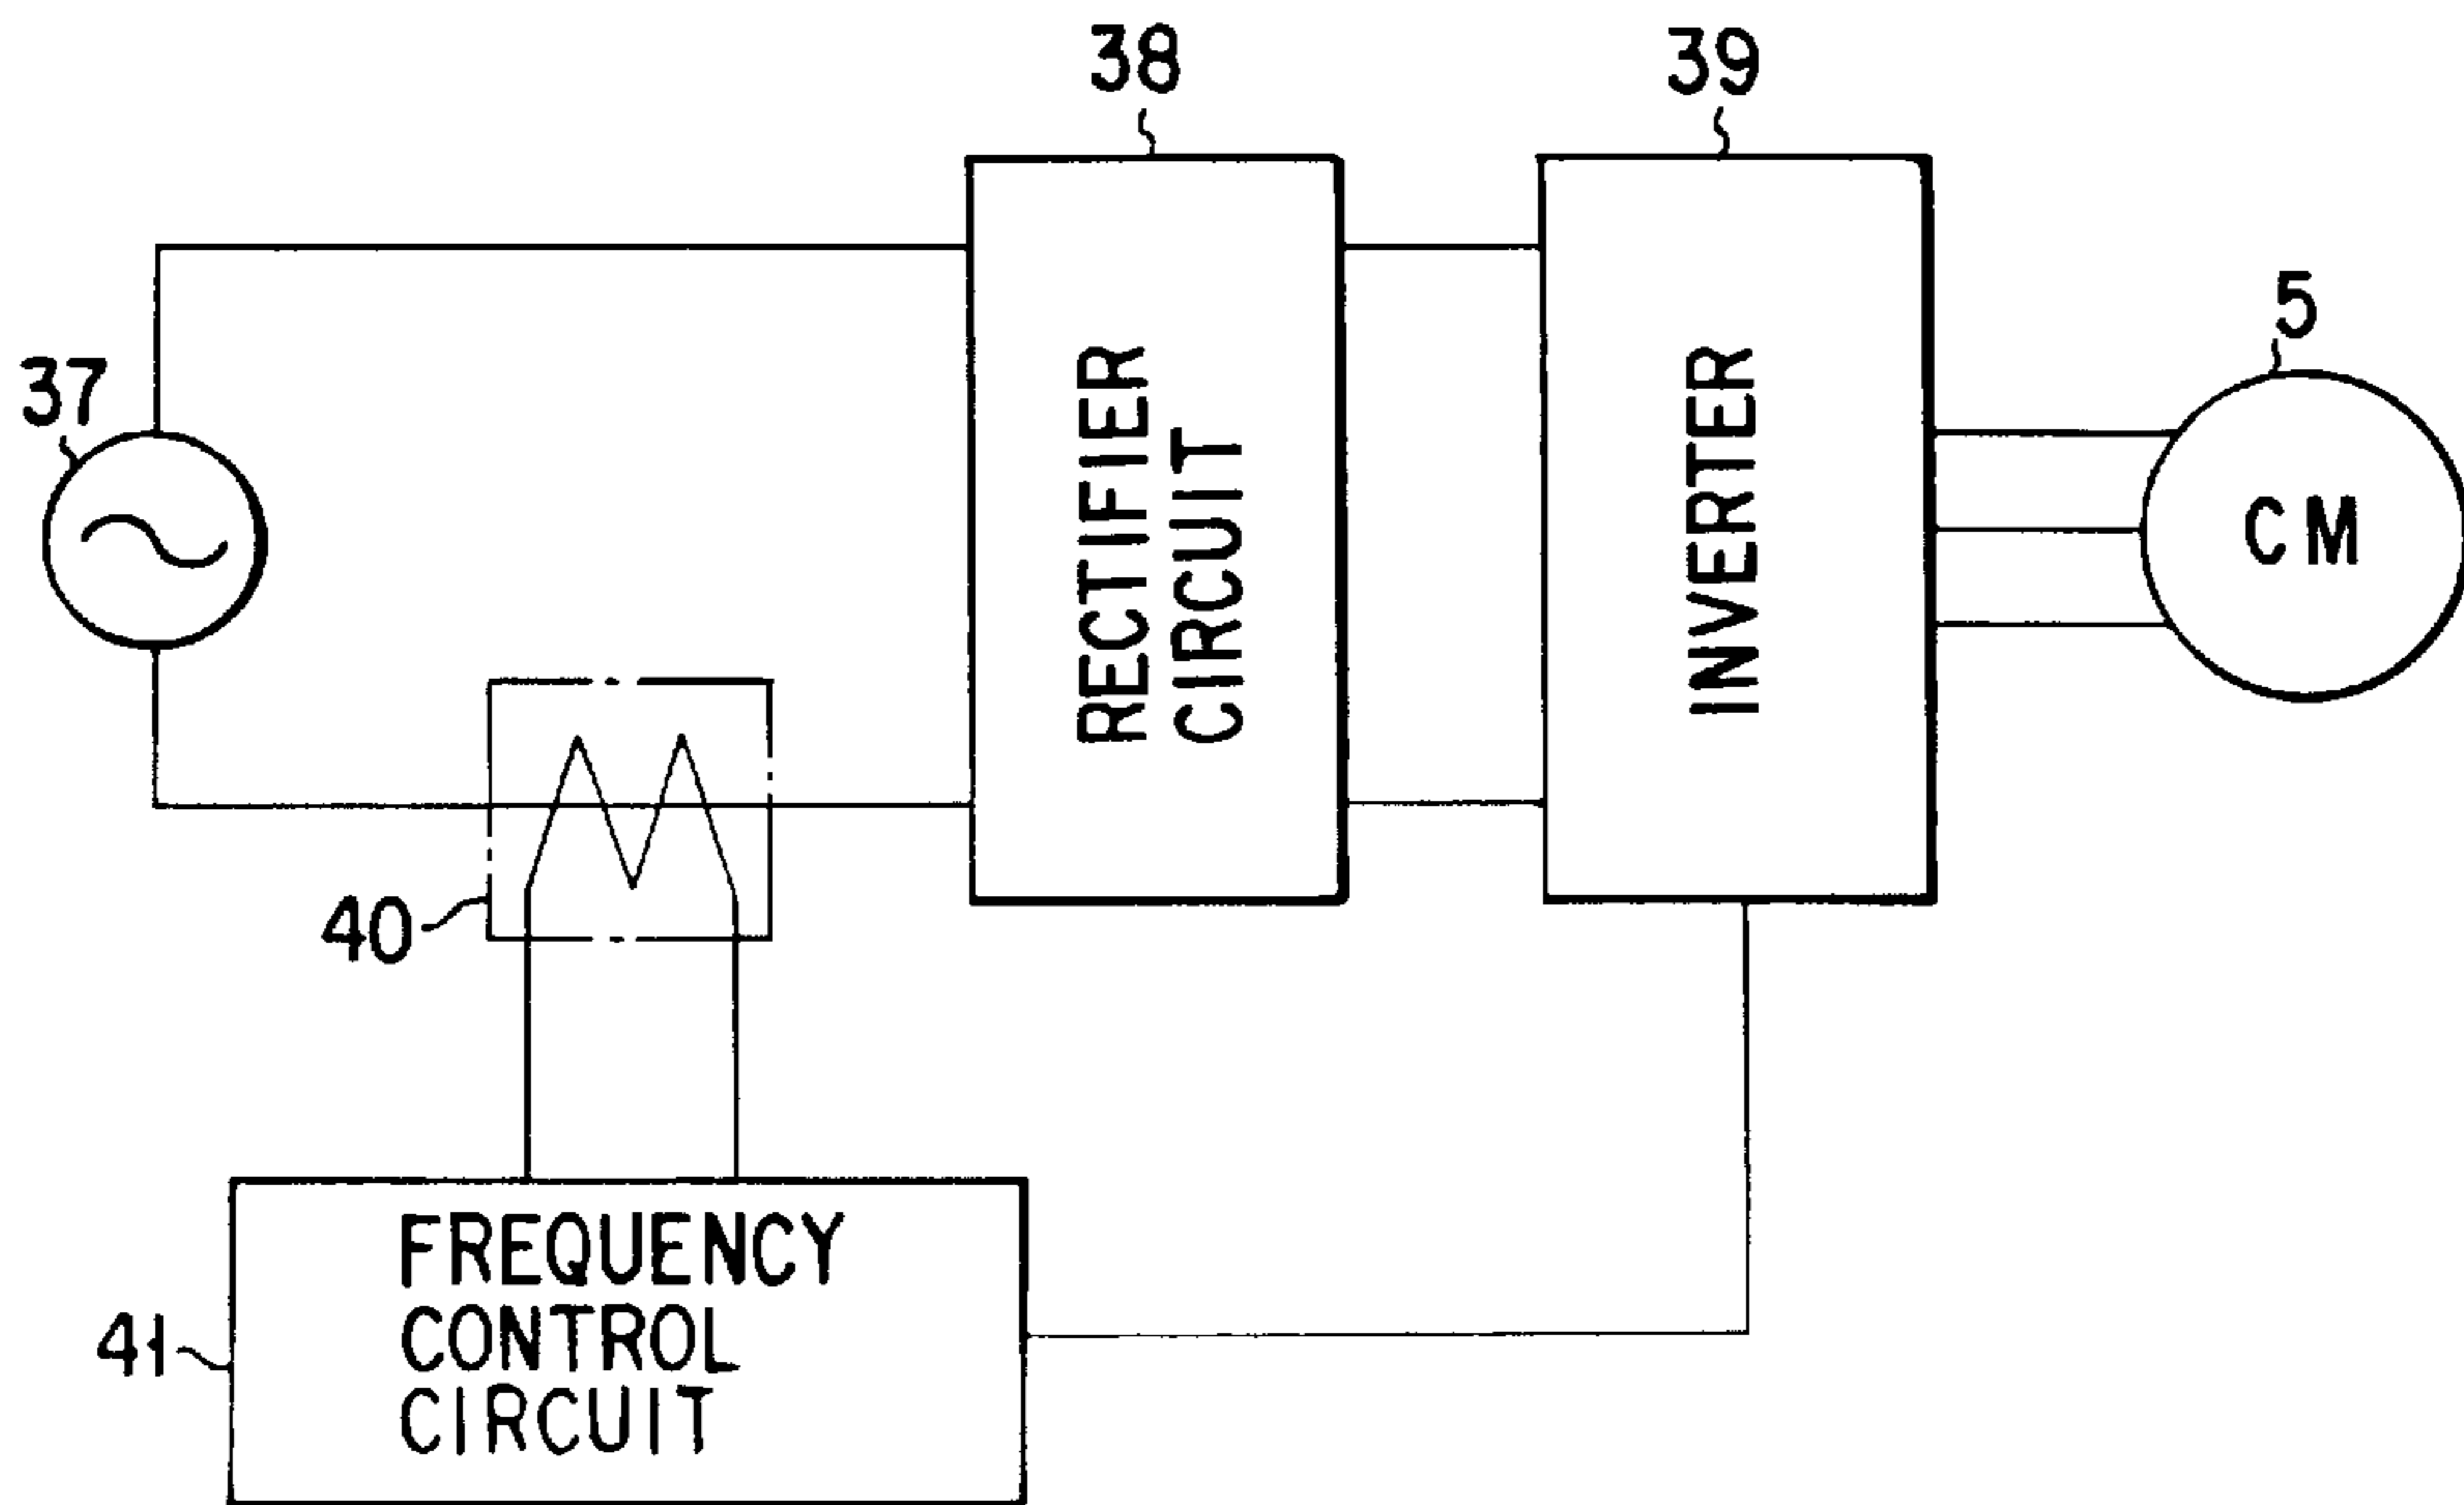 38
39
5
37
RECTIFIER
CIRCUIT
INVERTER
CM
40
41
FREQUENCY
CONTROL
CIRCUIT